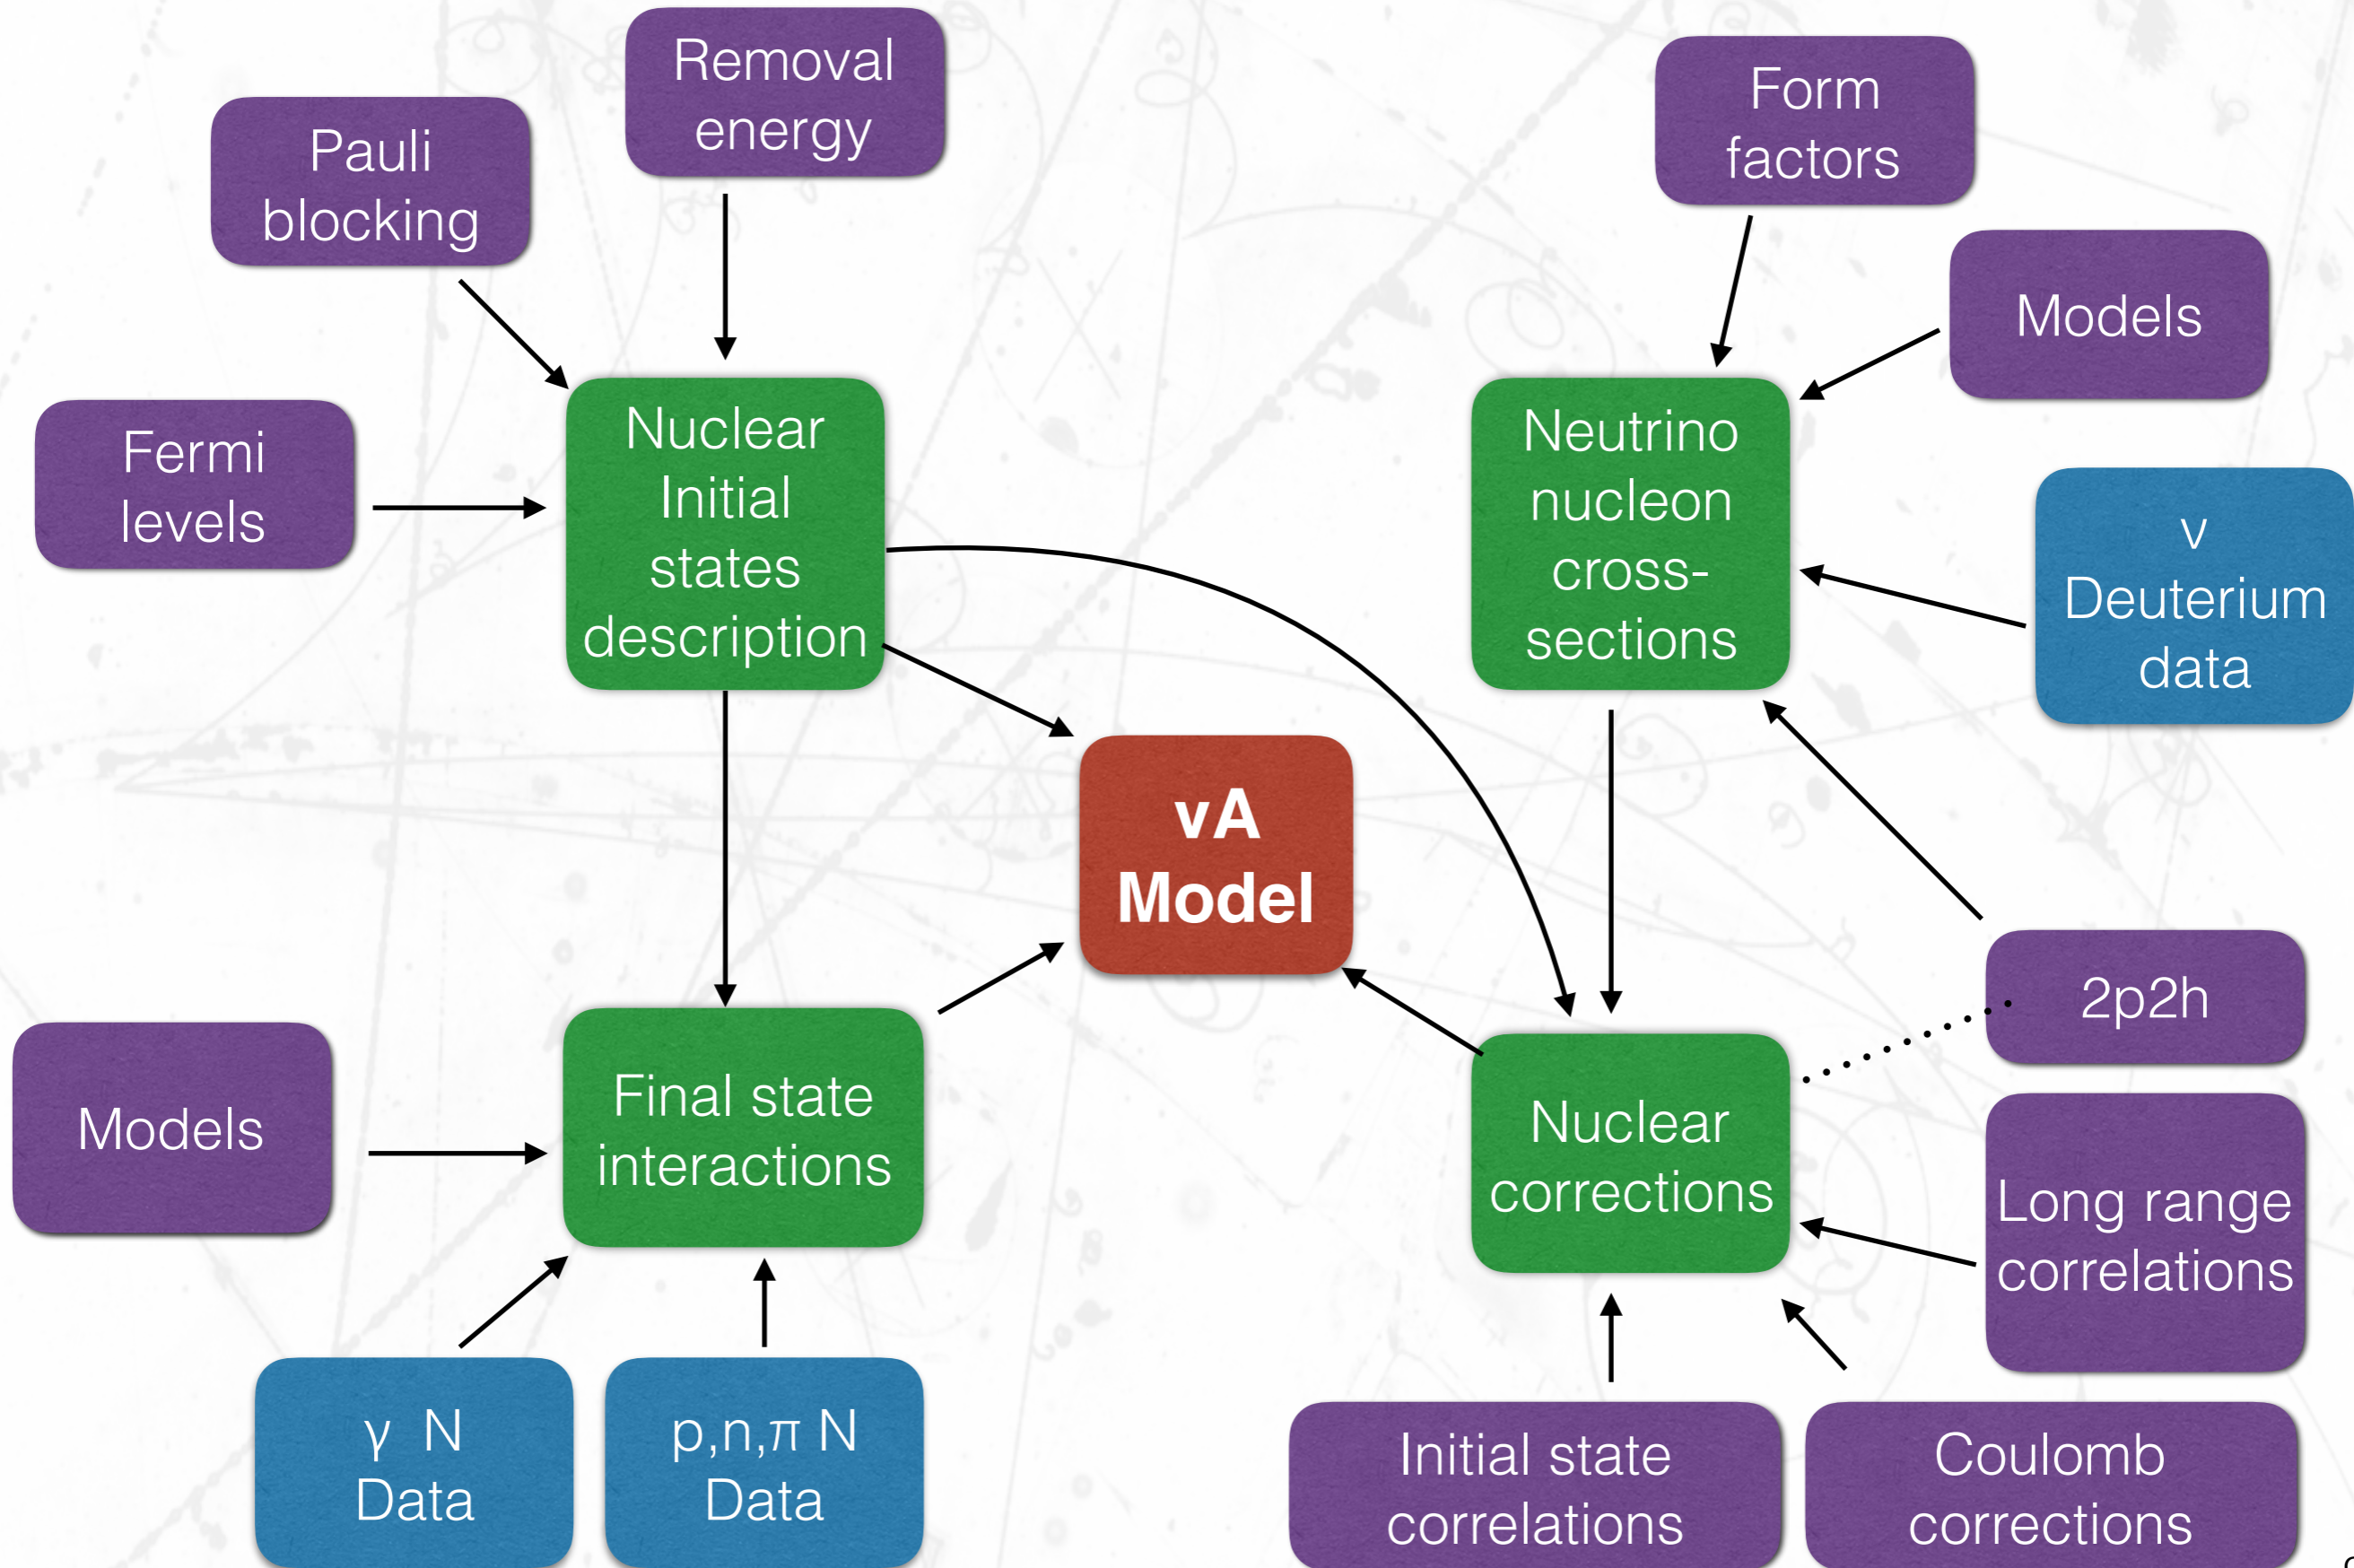 Removal
energy
Form
factors
Pauli
blocking
Models
Fermi
levels
Nuclear
Initial
states
description
Neutrino
nucleon
cross-
sections
ν
Deuterium
data
νA
Model
2p2h
Models
Final state
interactions
Nuclear
corrections
Long range
correlations
γ N
Data
p,n,π N
Data
Initial state
correlations
Coulomb
corrections